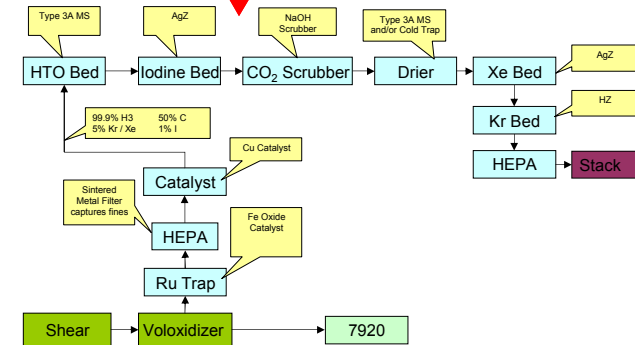 Type 3A MS
AgZ
NaOH
Scrubber
Type 3A MS
and/or Cold Trap
HTO Bed
Iodine Bed
CO₂ Scrubber
Drier
Xe Bed
AgZ
HZ
Kr Bed
99.9% H3 50% C
5% Kr / Xe 1% I
Cu Catalyst
HEPA
Stack
Catalyst
Sintered
Metal Filter
captures fines
Fe Oxide
Catalyst
HEPA
Ru Trap
Shear
Voloxidizer
7920